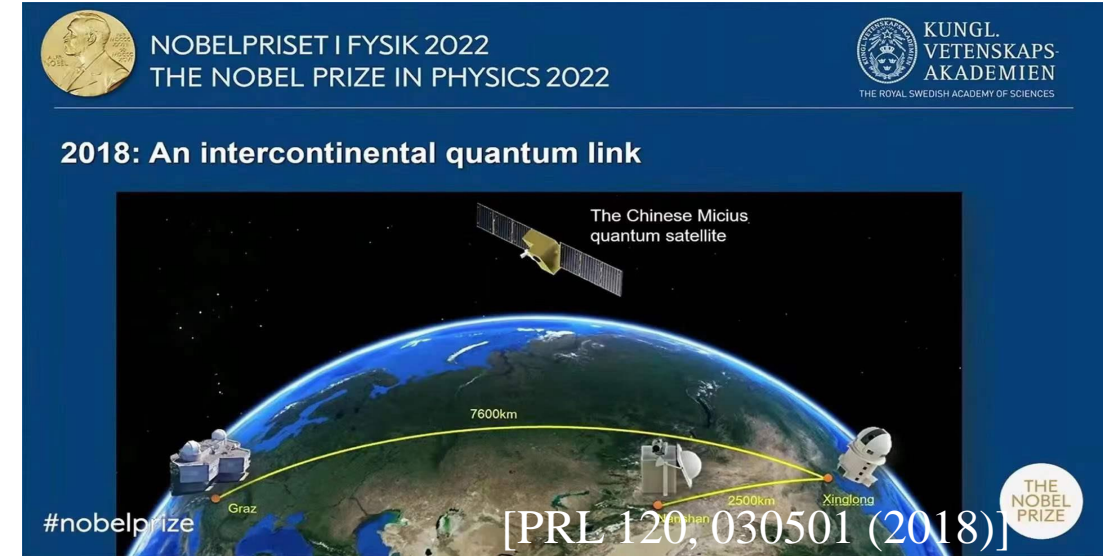 NOBELPRISET I FYSIK 2022
THE NOBEL PRIZE IN PHYSICS 2022
KUNGL.
VETENSKAPS-
AKADEMIEN
THE ROYAL SWEDISH ACADEMY OF SCIENCES
2018: An intercontinental quantum link
The Chinese Micius
quantum satellite
7600km
2500km
Graz
Xinglong
#nobelprize
[PRL 120, 030501 (2018)]
THE
NOBEL
PRIZE